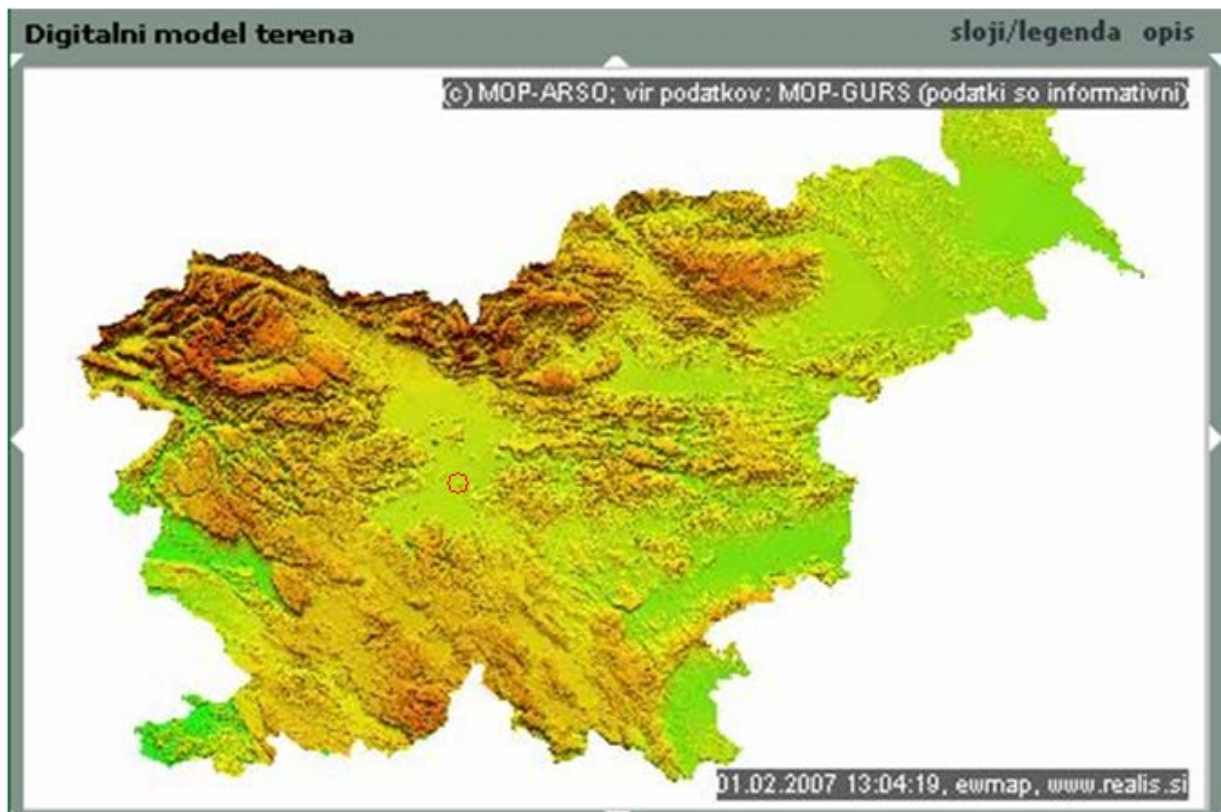 Digitalni model terena
sloji/legenda opis
(c) MOP-ARSO; vir podatkov: MOP-GURS (podatki so informativni)
01.02.2007 13:04:19, ewmap, www.realis.si